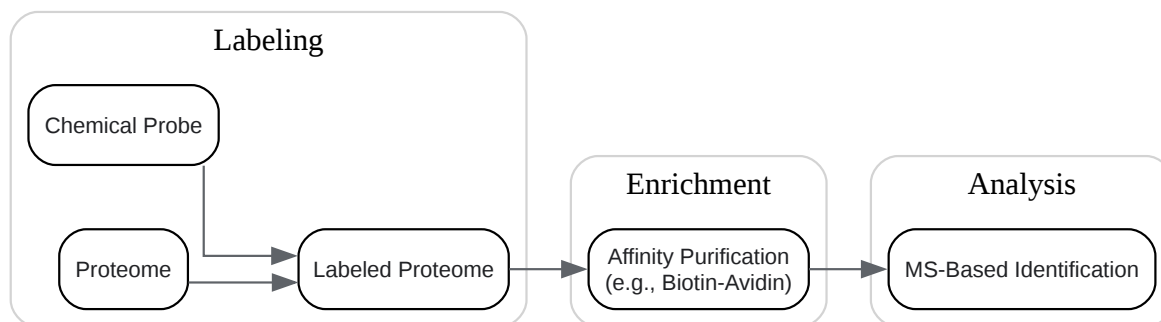 Labeling
Chemical Probe
Proteome
Labeled Proteome
Enrichment
Affinity Purification
(e.g., Biotin-Avidin)
Analysis
MS-Based Identification